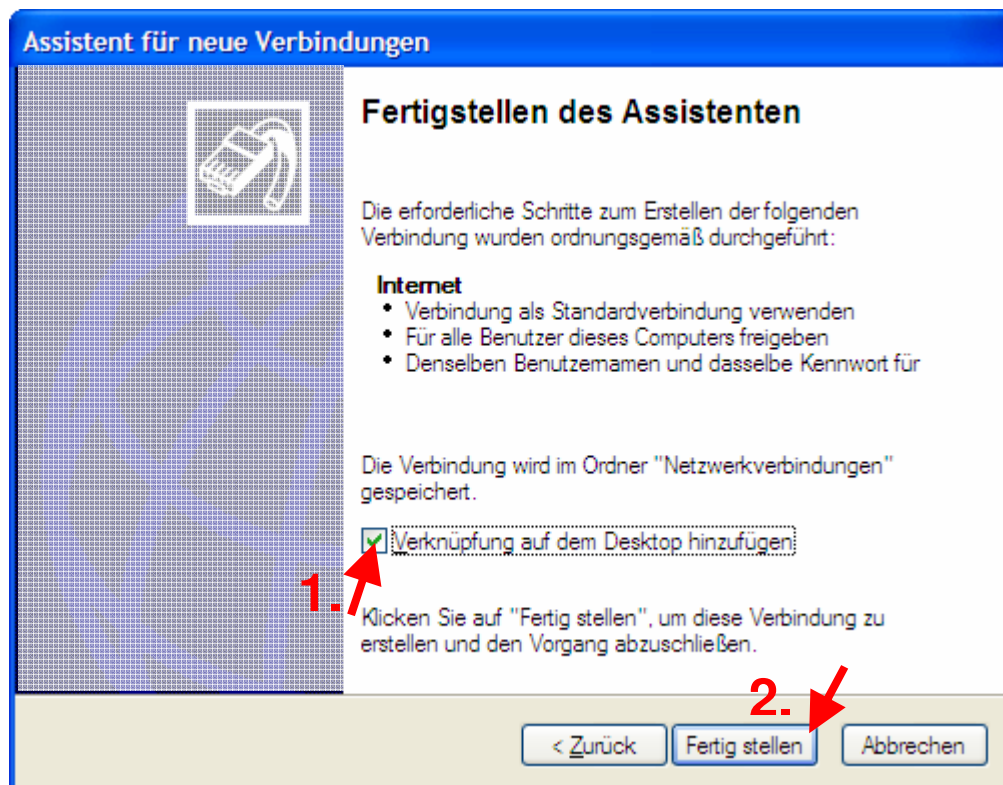 Assistent für neue Verbindungen
Fertigstellen des Assistenten
Die erforderliche Schritte zum Erstellen der folgenden
Verbindung wurden ordnungsgemäß durchgeführt:
Internet
• Verbindung als Standardverbindung verwenden
• Für alle Benutzer dieses Computers freigeben
• Denselben Benutzernamen und dasselbe Kennwort für
Die Verbindung wird im Ordner "Netzwerkverbindungen"
gespeichert.
Verknüpfung auf dem Desktop hinzufügen
1.
Klicken Sie auf "Fertig stellen", um diese Verbindung zu
erstellen und den Vorgang abzuschließen.
2.
< Zurück Fertig stellen Abbrechen